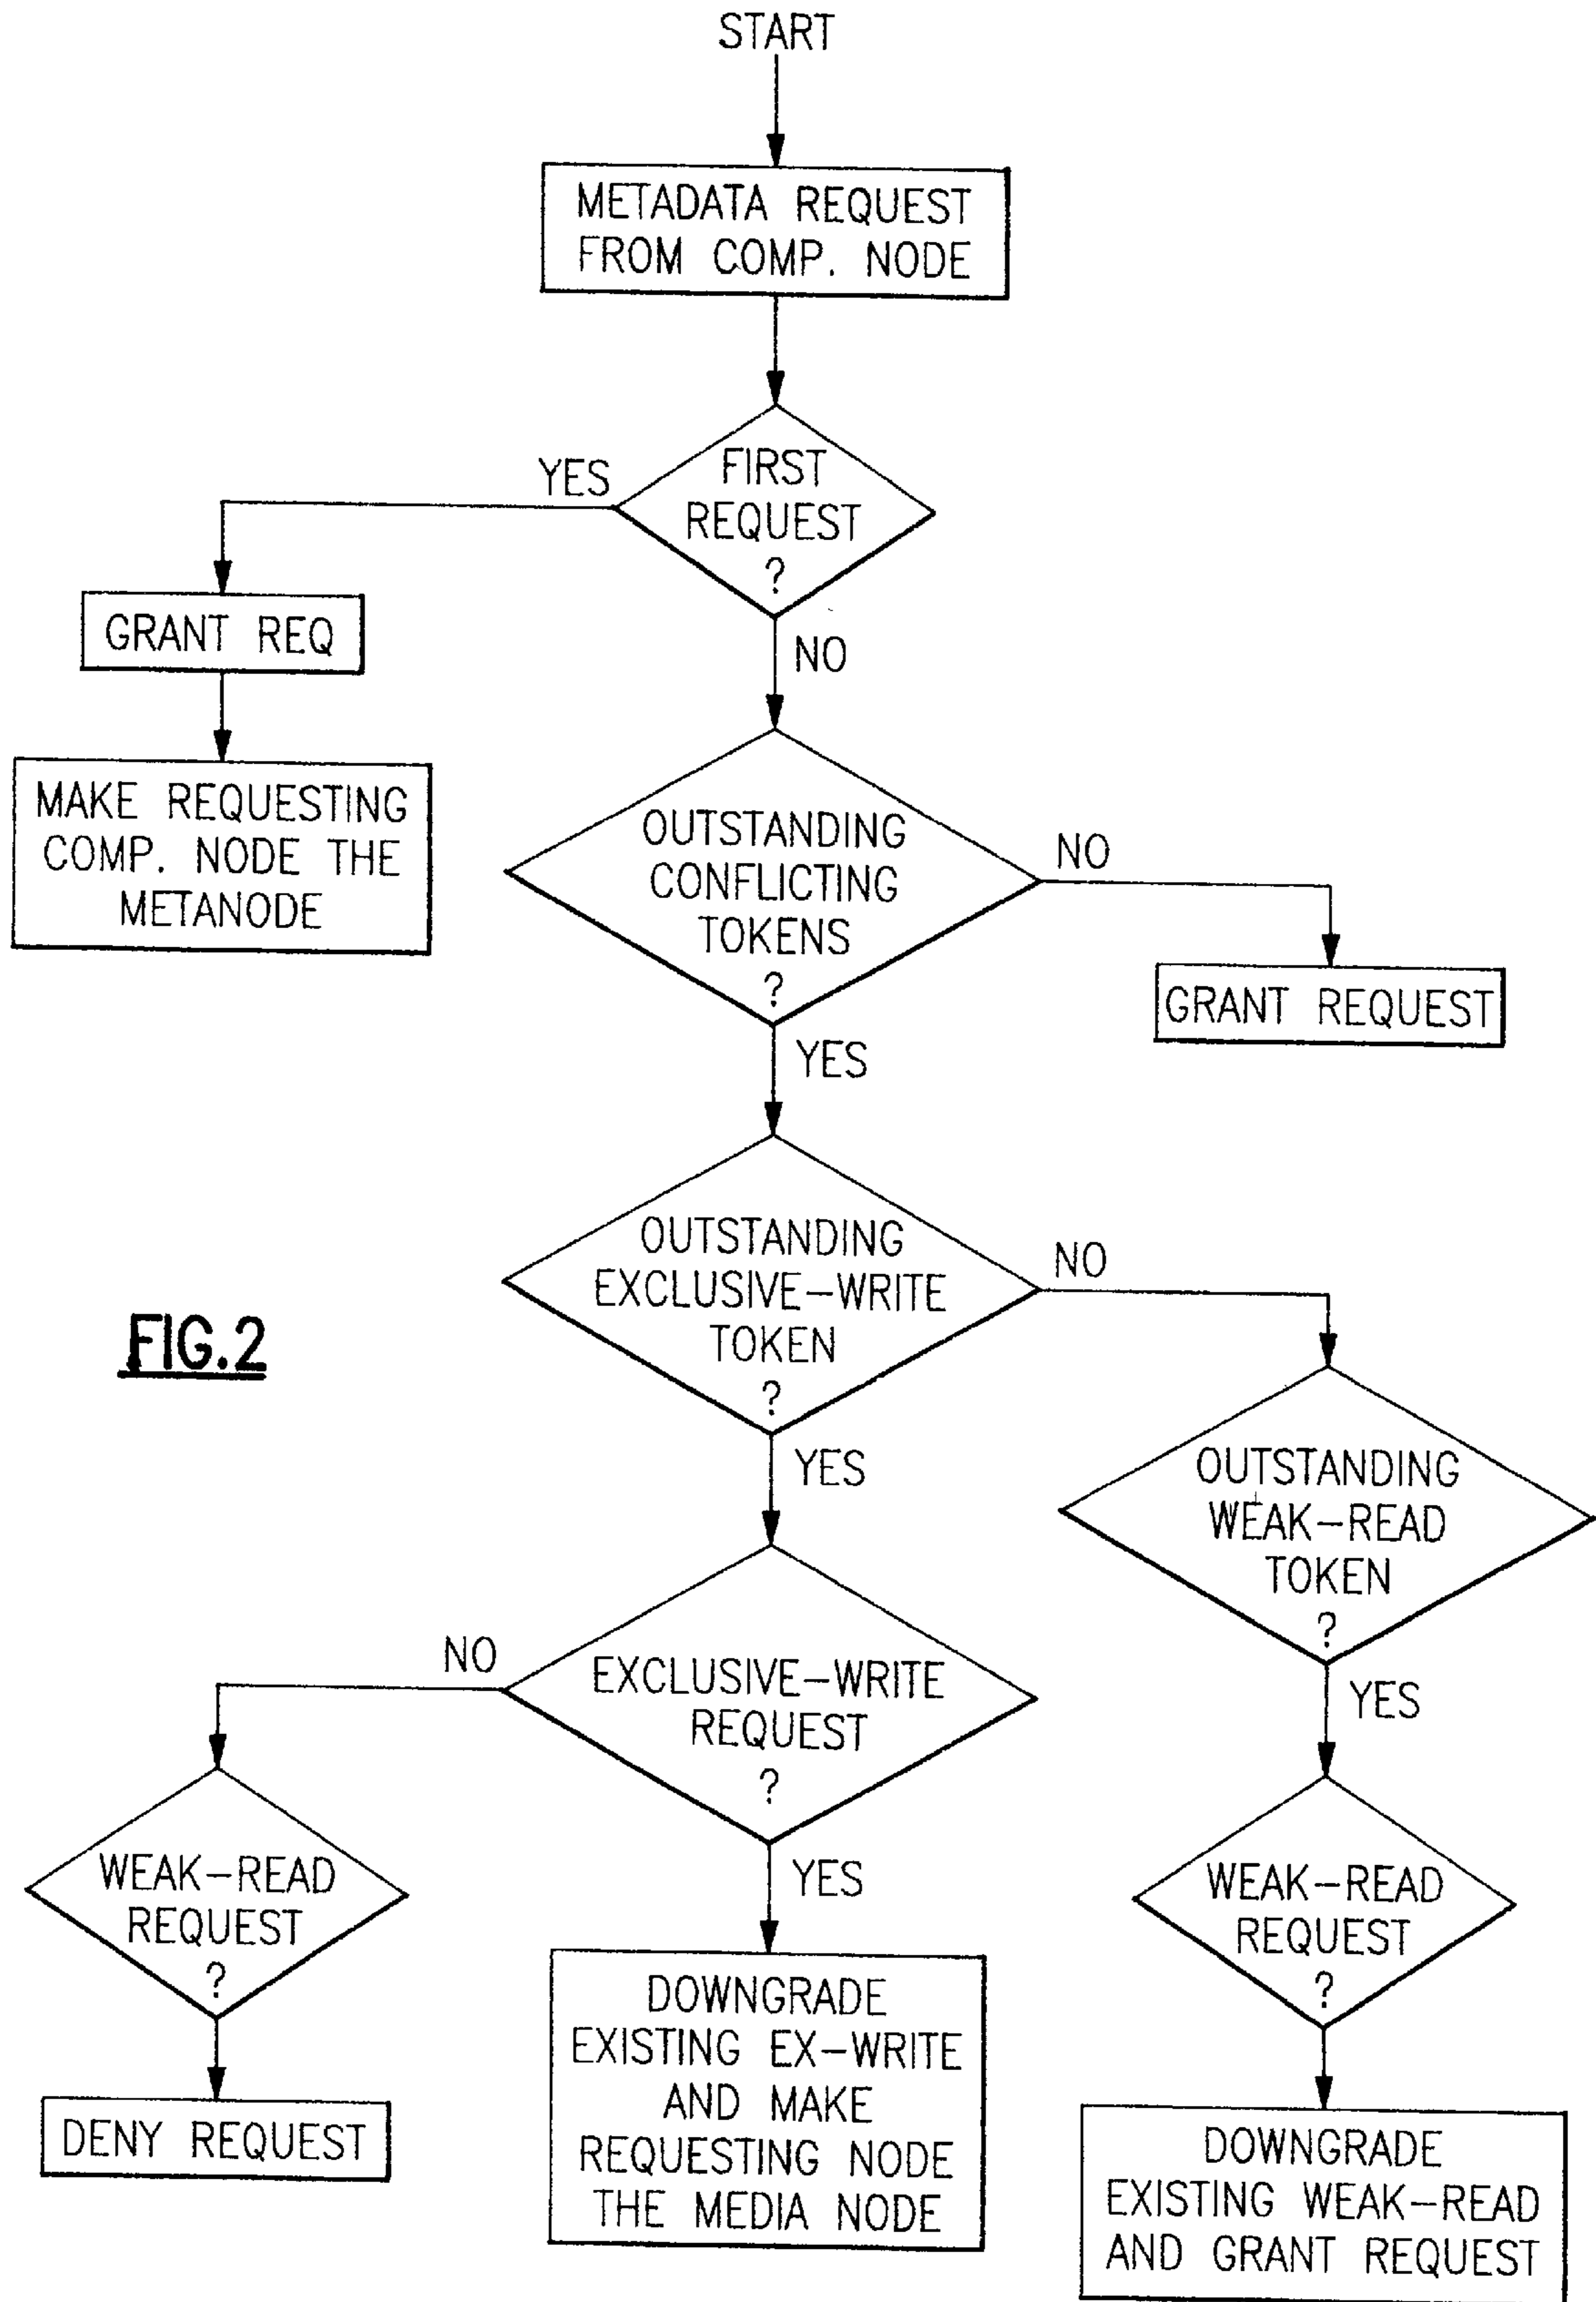 START
METADATA REQUEST
FROM COMP. NODE
FIRST
REQUEST
?
YES
NO
GRANT REQ
MAKE REQUESTING
COMP. NODE THE
METANODE
OUTSTANDING
CONFLICTING
TOKENS
?
NO
GRANT REQUEST
YES
OUTSTANDING
EXCLUSIVE-WRITE
TOKEN
?
NO
YES
FIG.2
OUTSTANDING
WEAK-READ
TOKEN
?
YES
EXCLUSIVE-WRITE
REQUEST
?
NO
YES
WEAK-READ
REQUEST
?
WEAK-READ
REQUEST
?
DENY REQUEST
DOWNGRADE
EXISTING EX-WRITE
AND MAKE
REQUESTING NODE
THE MEDIA NODE
DOWNGRADE
EXISTING WEAK-READ
AND GRANT REQUEST